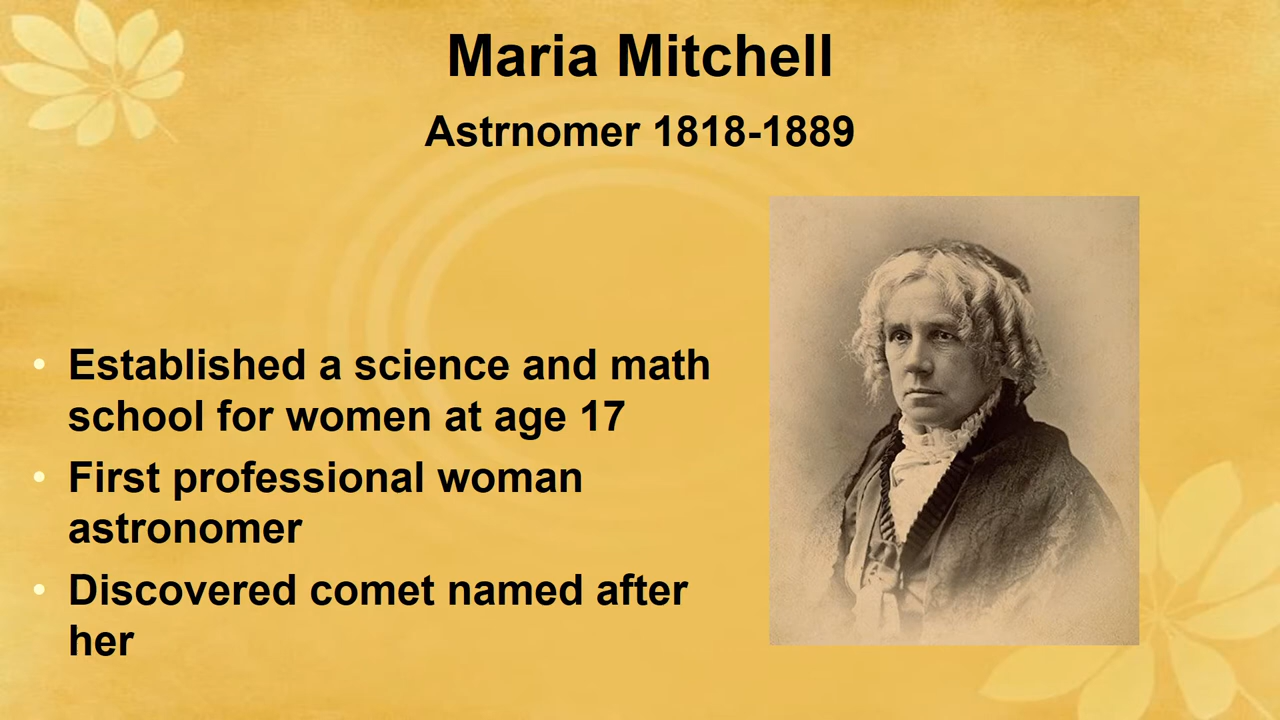 Maria Mitchell
Astrnomer 1818-1889
• Established a science and math
school for women at age 17
• First professional woman
astronomer
• Discovered comet named after
her